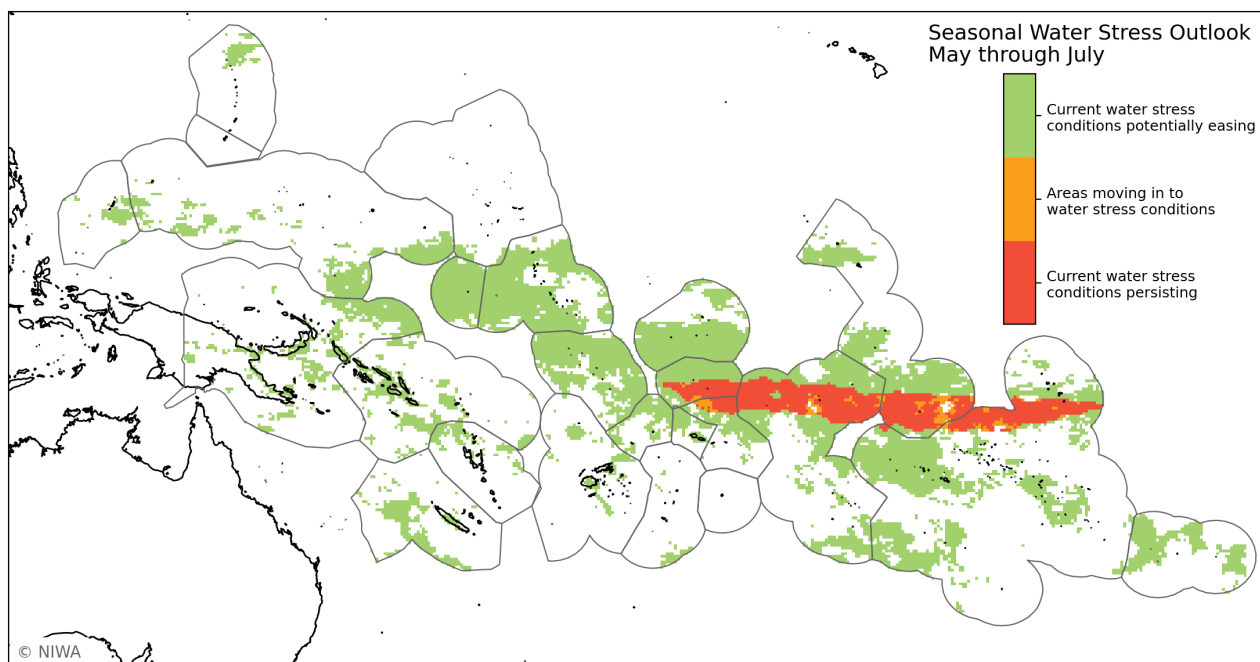 Seasonal Water Stress Outlook
May through July
Current water stress
conditions potentially easing
Areas moving in to
water stress conditions
Current water stress
conditions persisting
© NIWA